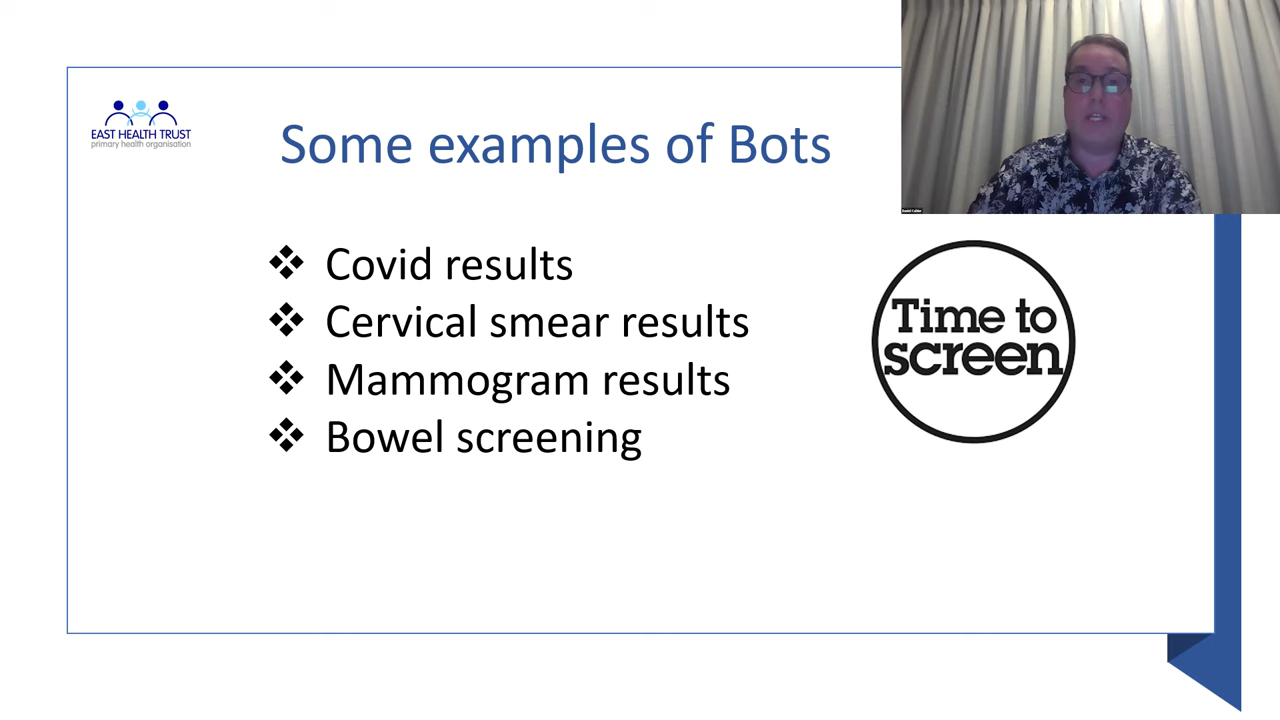 EAST HEALTH TRUST
primary health organisation
Some examples of Bots
❖ Covid results
❖ Cervical smear results
❖ Mammogram results
❖ Bowel screening
Time to
screen